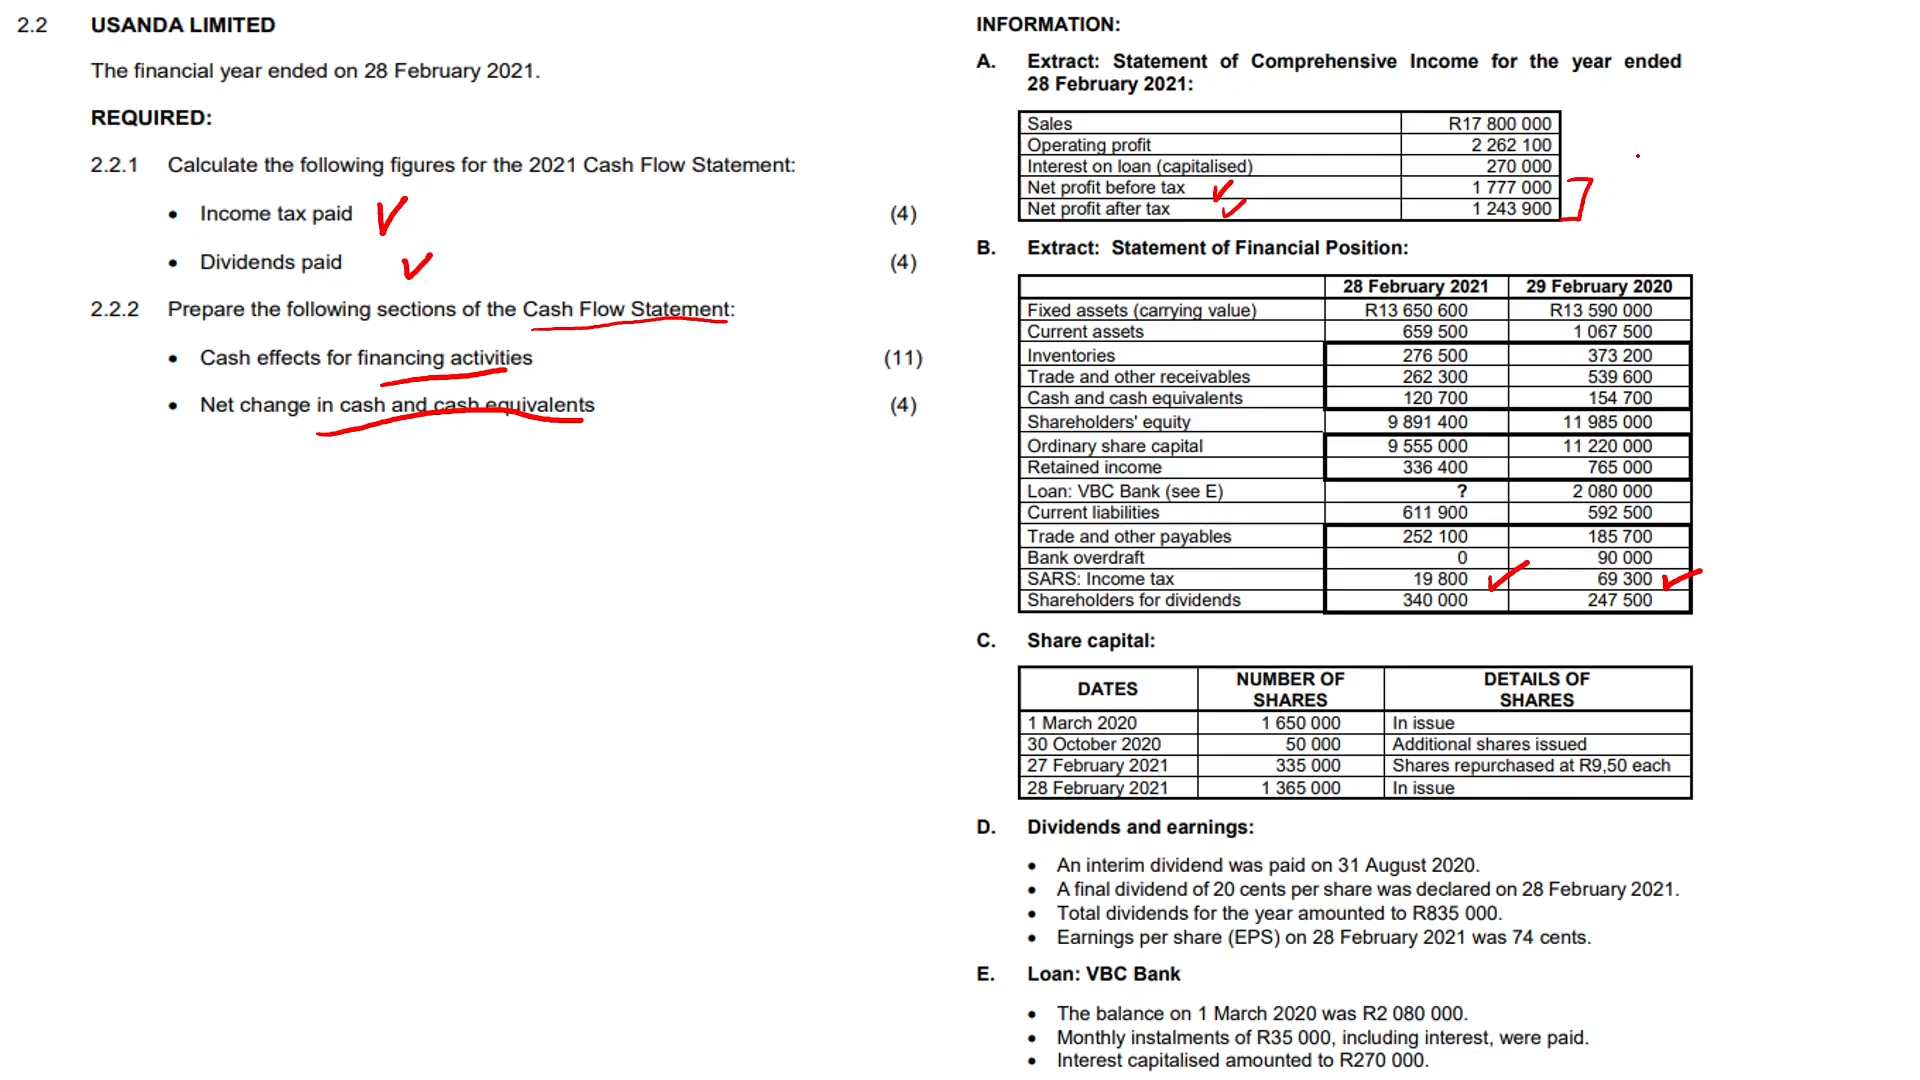 2.2 USANDA LIMITED
The financial year ended on 28 February 2021.
REQUIRED:
2.2.1 Calculate the following figures for the 2021 Cash Flow Statement:
• Income tax paid (4)
• Dividends paid (4)
2.2.2 Prepare the following sections of the Cash Flow Statement:
• Cash effects for financing activities (11)
• Net change in cash and cash equivalents (4)
INFORMATION:
A. Extract: Statement of Comprehensive Income for the year ended
28 February 2021:
Sales R17 800 000
Operating profit 2 262 100
Interest on loan (capitalised) 270 000
Net profit before tax 1 777 000
Net profit after tax 1 243 900
B. Extract: Statement of Financial Position:
28 February 2021 29 February 2020
Fixed assets (carrying value) R13 650 600 R13 590 000
Current assets 659 500 1 067 500
Inventories 276 500 373 200
Trade and other receivables 262 300 539 600
Cash and cash equivalents 120 700 154 700
Shareholders' equity 9 891 400 11 985 000
Ordinary share capital 9 555 000 11 220 000
Retained income 336 400 765 000
Loan: VBC Bank (see E) ? 2 080 000
Current liabilities 611 900 592 500
Trade and other payables 252 100 185 700
Bank overdraft 0 90 000
SARS: Income tax 19 800 69 300
Shareholders for dividends 340 000 247 500
C. Share capital:
DATES NUMBER OF SHARES DETAILS OF SHARES
1 March 2020 1 650 000 In issue
30 October 2020 50 000 Additional shares issued
27 February 2021 335 000 Shares repurchased at R9,50 each
28 February 2021 1 365 000 In issue
D. Dividends and earnings:
• An interim dividend was paid on 31 August 2020.
• A final dividend of 20 cents per share was declared on 28 February 2021.
• Total dividends for the year amounted to R835 000.
• Earnings per share (EPS) on 28 February 2021 was 74 cents.
E. Loan: VBC Bank
• The balance on 1 March 2020 was R2 080 000.
• Monthly instalments of R35 000, including interest, were paid.
• Interest capitalised amounted to R270 000.